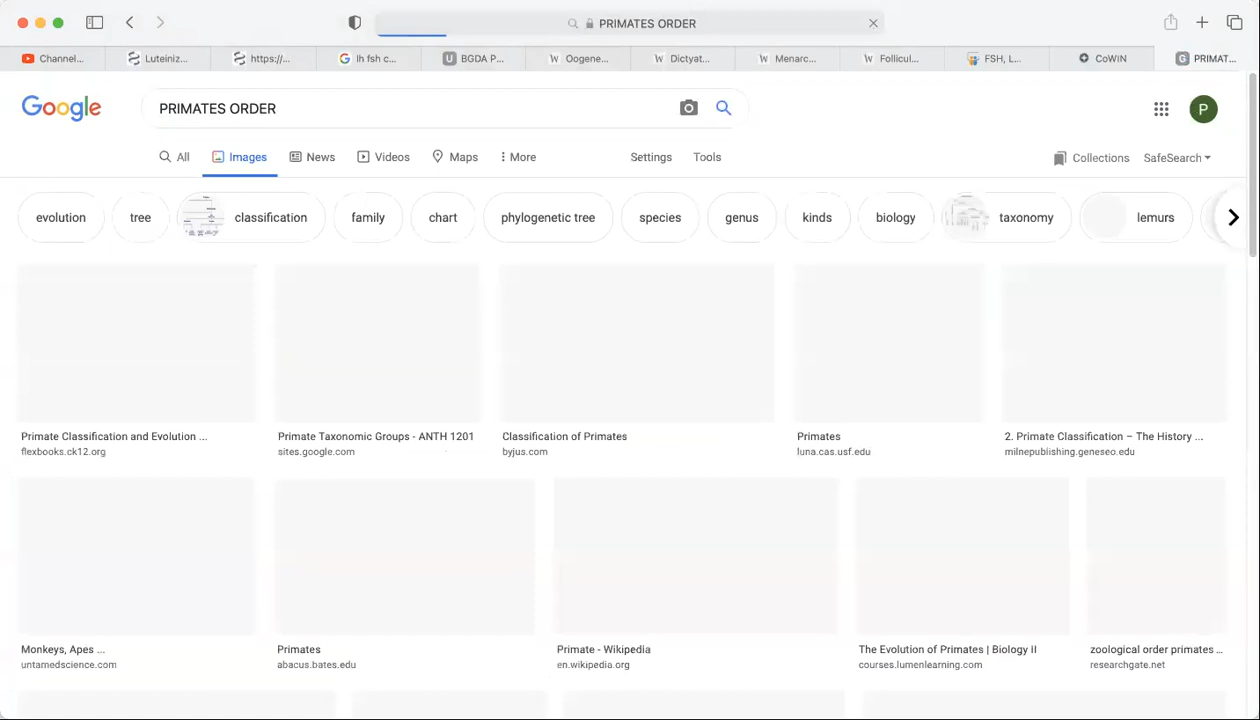 PRIMATES ORDER
Channel...
Luteiniz...
https://...
lh fsh c...
BGDA P...
Oogene...
Dictyat...
Menarc...
Follicul...
FSH, L...
CoWIN
PRIMAT...
Google
PRIMATES ORDER
P
All
Images
News
Videos
Maps
More
Settings
Tools
Collections
SafeSearch
evolution
tree
classification
family
chart
phylogenetic tree
species
genus
kinds
biology
taxonomy
lemurs
Primate Classification and Evolution ...
flexbooks.ck12.org
Primate Taxonomic Groups - ANTH 1201
sites.google.com
Classification of Primates
byjus.com
Primates
luna.cas.usf.edu
2. Primate Classification – The History ...
milnepublishing.geneseo.edu
Monkeys, Apes ...
untamedscience.com
Primates
abacus.bates.edu
Primate - Wikipedia
en.wikipedia.org
The Evolution of Primates | Biology II
courses.lumenlearning.com
zoological order primates ...
researchgate.net